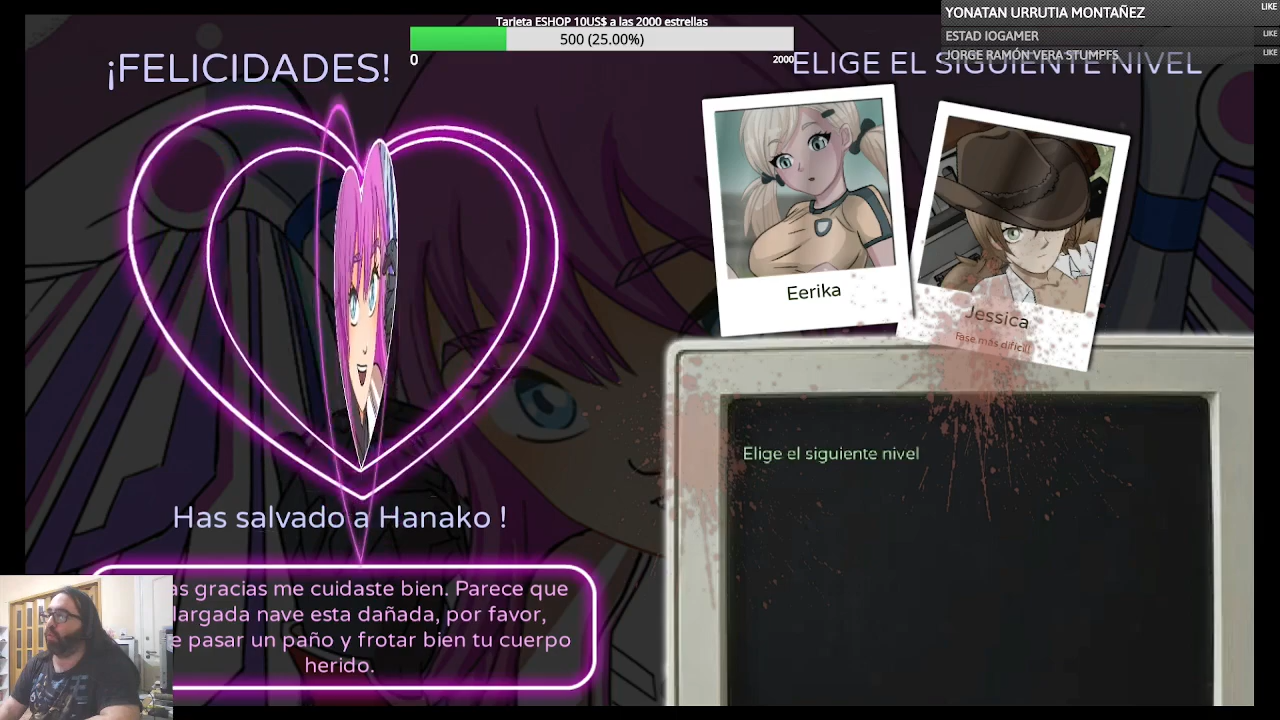 Tarjeta ESHOP 10US$ a las 2000 estrellas
500 (25.00%)
0
2000
YONATAN URRUTIA MONTAÑEZ
LIKE
ESTAD IOGAMER
LIKE
JORGE RAMÓN VERA STUMPFS
LIKE
¡FELICIDADES!
ELIGE EL SIGUIENTE NIVEL
Eerika
Jessica
Fase más difícil!
Elige el siguiente nivel
Has salvado a Hanako !
as gracias me cuidaste bien. Parece que
largada nave esta dañada, por favor,
e pasar un paño y frotar bien tu cuerpo
herido.